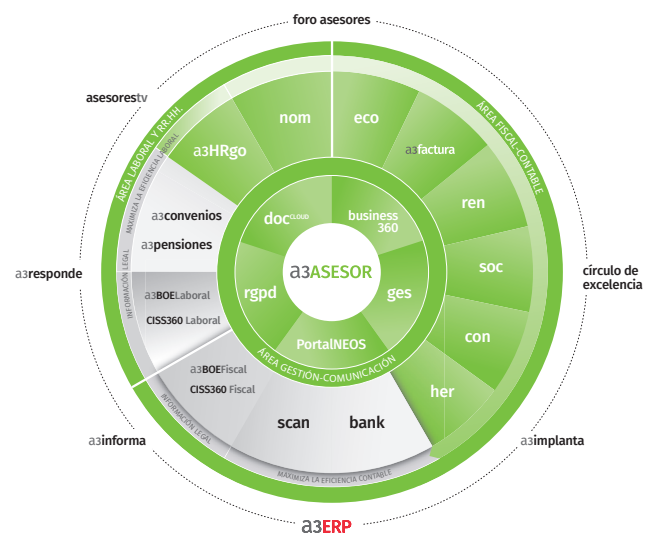 foro asesores
asesorestv
ÁREA LABORAL Y RR.HH.
ÁREA FISCAL-CONTABLE
MAXIMIZA LA EFICIENCIA LABORAL
nom
eco
a3HRgo
a3factura
ren
a3convenios
a3pensiones
docCLOUD
business
360
a3responde
INFORMACIÓN LEGAL
a3BOELaboral
CISS360 Laboral
rgpd
a3ASESOR
ges
soc
círculo de
excelencia
PortalNEOS
con
ÁREA GESTIÓN-COMUNICACIÓN
a3BOEFiscal
CISS360 Fiscal
her
INFORMACIÓN LEGAL
scan
bank
a3informa
a3implanta
MAXIMIZA LA EFICIENCIA CONTABLE
a3ERP